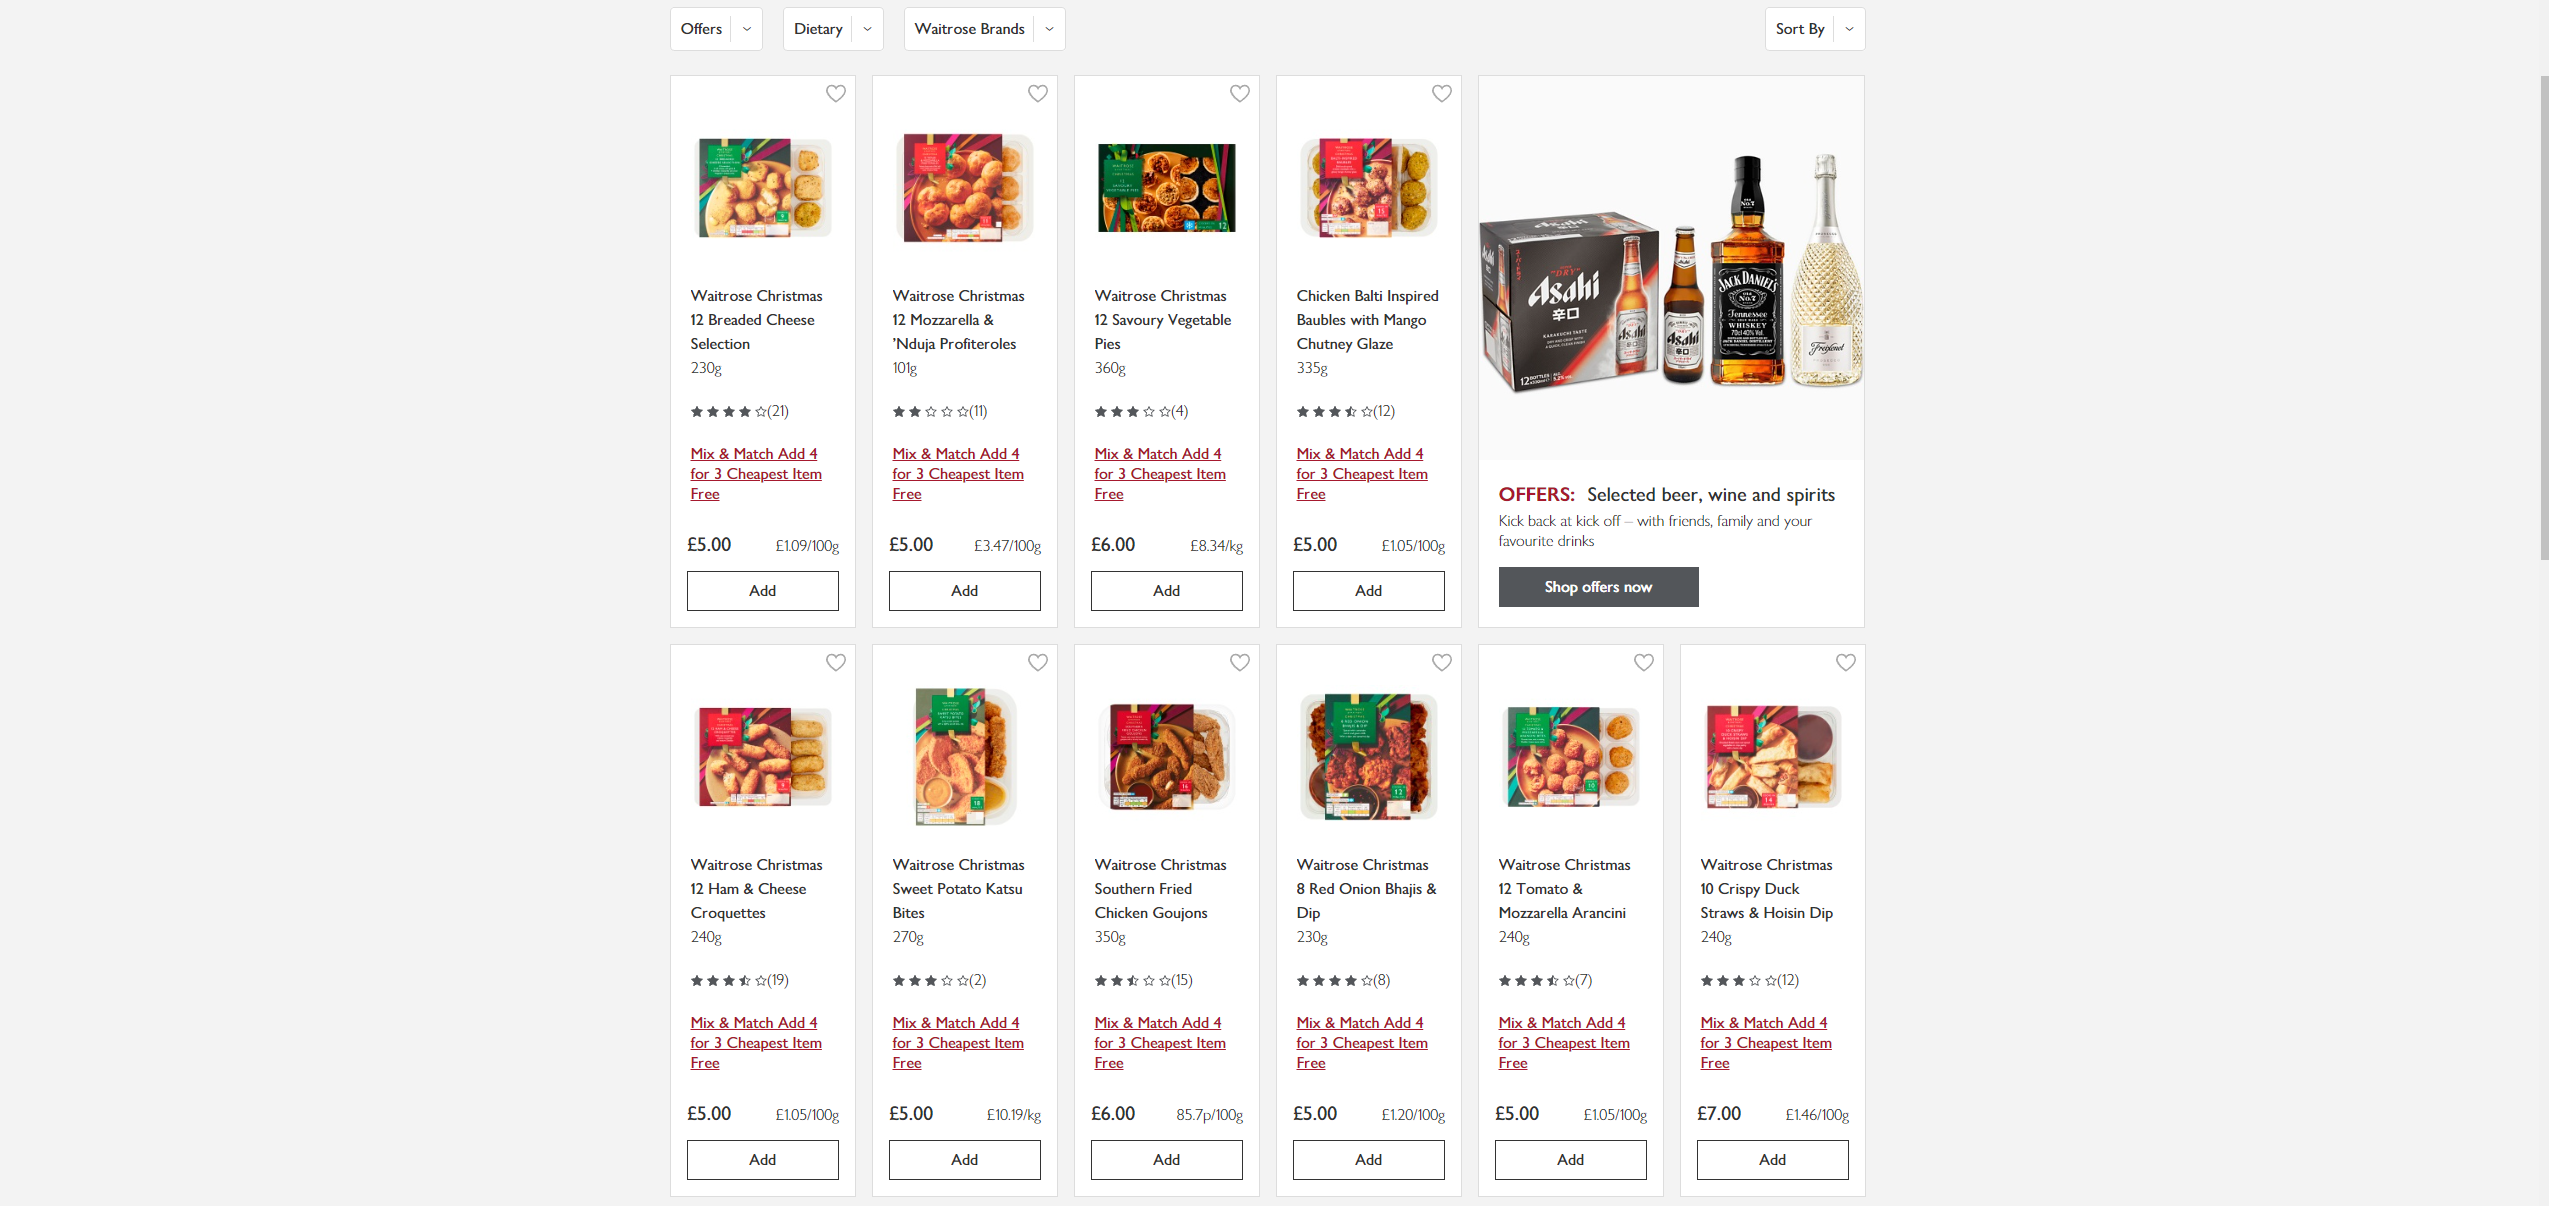 Offers
Dietary
Waitrose Brands
Sort By
Waitrose Christmas
12 Breaded Cheese
Selection
230g
(21)
Mix & Match Add 4
for 3 Cheapest Item
Free
£5.00 £1.09/100g
Add
Waitrose Christmas
12 Mozzarella &
’Nduja Profiteroles
101g
(11)
Mix & Match Add 4
for 3 Cheapest Item
Free
£5.00 £3.47/100g
Add
Waitrose Christmas
12 Savoury Vegetable
Pies
360g
(4)
Mix & Match Add 4
for 3 Cheapest Item
Free
£6.00 £8.34/kg
Add
Chicken Balti Inspired
Baubles with Mango
Chutney Glaze
335g
(12)
Mix & Match Add 4
for 3 Cheapest Item
Free
£5.00 £1.05/100g
Add
Asahi
"DRY"
Asahi
辛口
KARAKUCHI TASTE
12 BOTTLES
Asahi
Asahi
JACK DANIEL'S
OLD
No.7
Tennessee
WHISKEY
70cl 40% Vol.
Freixenet
OFFERS: Selected beer, wine and spirits
Kick back at kick off – with friends, family and your
favourite drinks
Shop offers now
Waitrose Christmas
12 Ham & Cheese
Croquettes
240g
(19)
Mix & Match Add 4
for 3 Cheapest Item
Free
£5.00 £1.05/100g
Add
Waitrose Christmas
Sweet Potato Katsu
Bites
270g
(2)
Mix & Match Add 4
for 3 Cheapest Item
Free
£5.00 £10.19/kg
Add
Waitrose Christmas
Southern Fried
Chicken Goujons
350g
(15)
Mix & Match Add 4
for 3 Cheapest Item
Free
£6.00 85.7p/100g
Add
Waitrose Christmas
8 Red Onion Bhajis &
Dip
230g
(8)
Mix & Match Add 4
for 3 Cheapest Item
Free
£5.00 £1.20/100g
Add
Waitrose Christmas
12 Tomato &
Mozzarella Arancini
240g
(7)
Mix & Match Add 4
for 3 Cheapest Item
Free
£5.00 £1.05/100g
Add
Waitrose Christmas
10 Crispy Duck
Straws & Hoisin Dip
240g
(12)
Mix & Match Add 4
for 3 Cheapest Item
Free
£7.00 £1.46/100g
Add